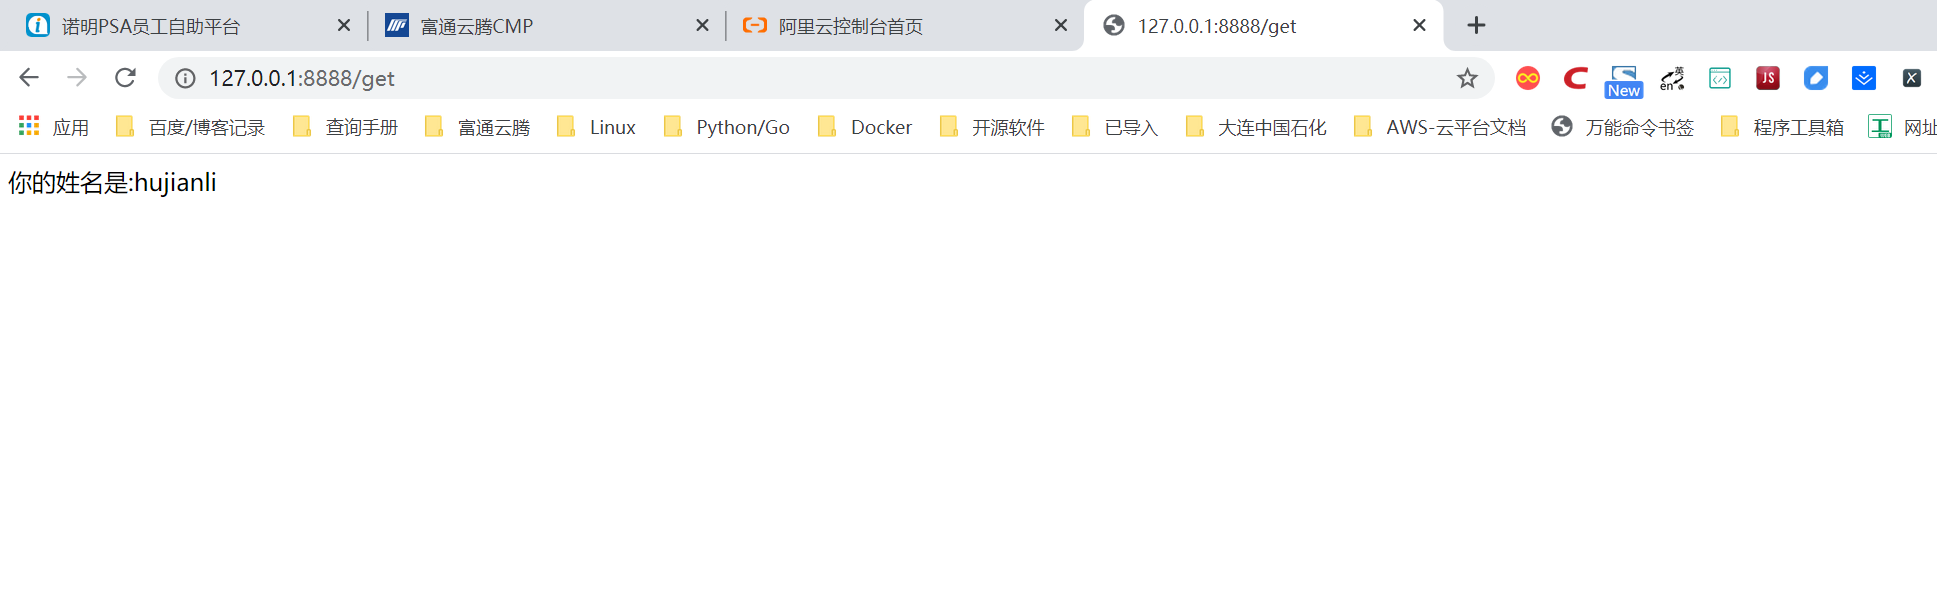 诺明PSA员工自助平台 富通云腾CMP 阿里云控制台首页 127.0.0.1:8888/get
127.0.0.1:8888/get New 英 en JS X
应用 百度/博客记录 查询手册 富通云腾 Linux Python/Go Docker 开源软件 已导入 大连中国石化 AWS-云平台文档 万能命令书签 程序工具箱 工 网址
你的姓名是:hujianli